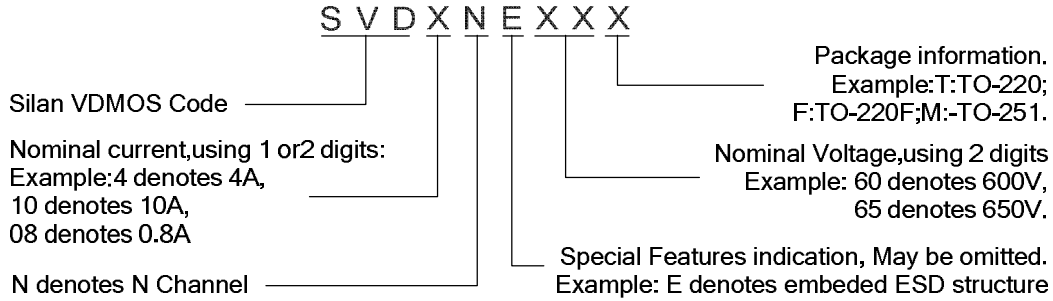 S V D X N E X X X
Silan VDMOS Code
Nominal current,using 1 or2 digits:
Example:4 denotes 4A,
10 denotes 10A,
08 denotes 0.8A
N denotes N Channel
Package information.
Example:T:TO-220;
F:TO-220F;M:-TO-251.
Nominal Voltage,using 2 digits
Example: 60 denotes 600V,
65 denotes 650V.
Special Features indication, May be omitted.
Example: E denotes embeded ESD structure